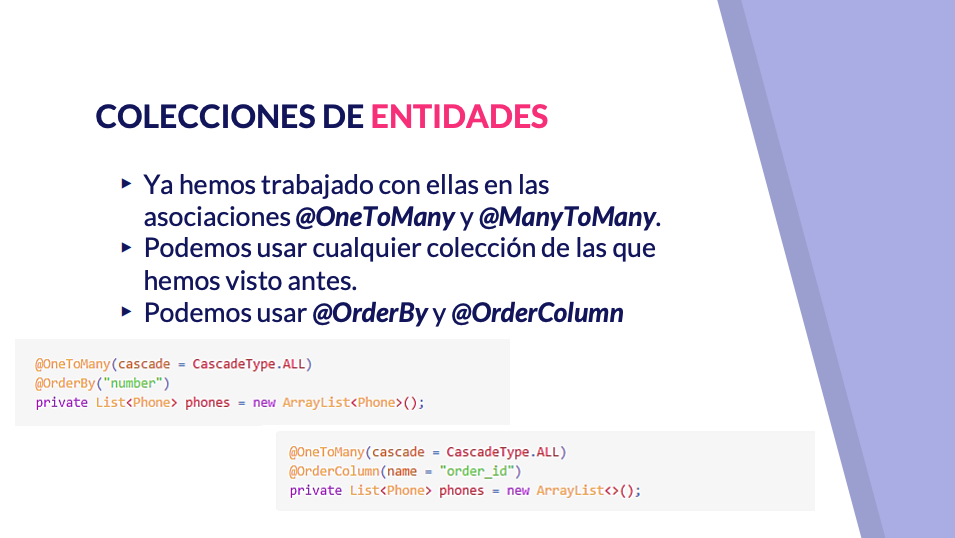 COLECCIONES DE ENTIDADES
▸ Ya hemos trabajado con ellas en las
asociaciones @OneToMany y @ManyToMany.
▸ Podemos usar cualquier colección de las que
hemos visto antes.
▸ Podemos usar @OrderBy y @OrderColumn
@OneToMany(cascade = CascadeType.ALL)
@OrderBy("number")
private List<Phone> phones = new ArrayList<Phone>();
@OneToMany(cascade = CascadeType.ALL)
@OrderColumn(name = "order_id")
private List<Phone> phones = new ArrayList<>();